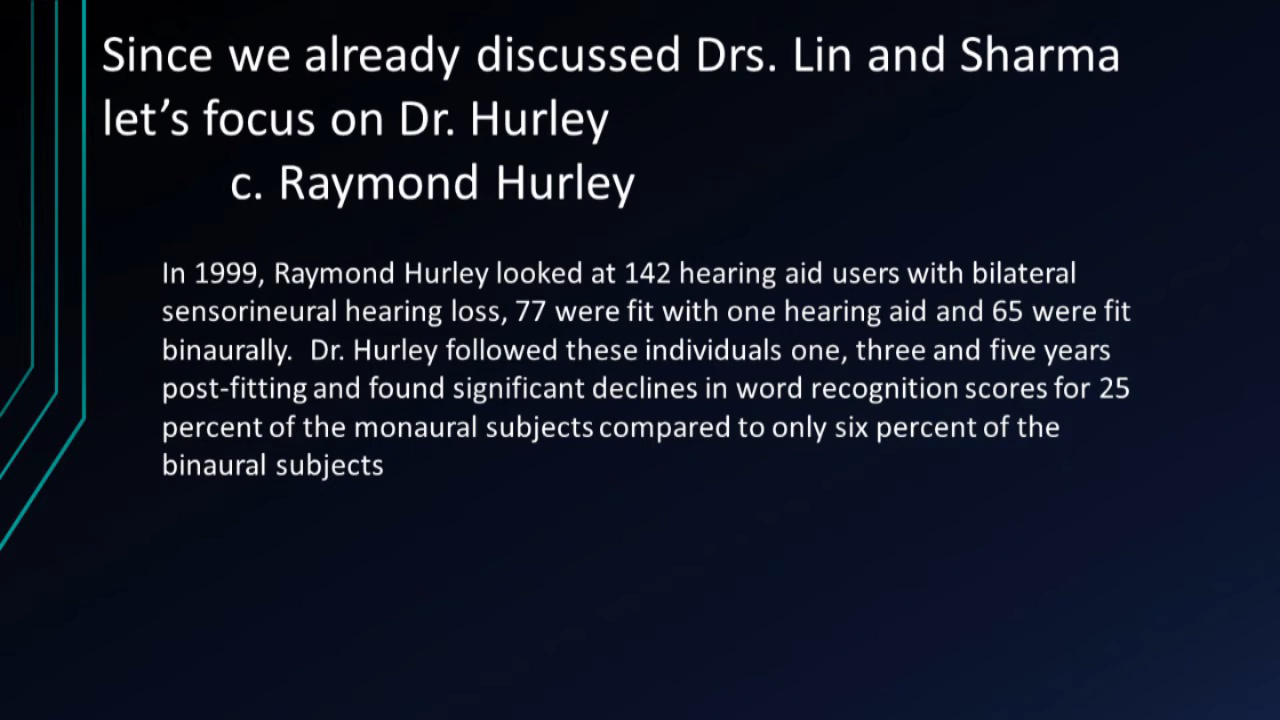 Since we already discussed Drs. Lin and Sharma
let's focus on Dr. Hurley
c. Raymond Hurley
In 1999, Raymond Hurley looked at 142 hearing aid users with bilateral
sensorineural hearing loss, 77 were fit with one hearing aid and 65 were fit
binaurally.  Dr. Hurley followed these individuals one, three and five years
post-fitting and found significant declines in word recognition scores for 25
percent of the monaural subjects compared to only six percent of the
binaural subjects